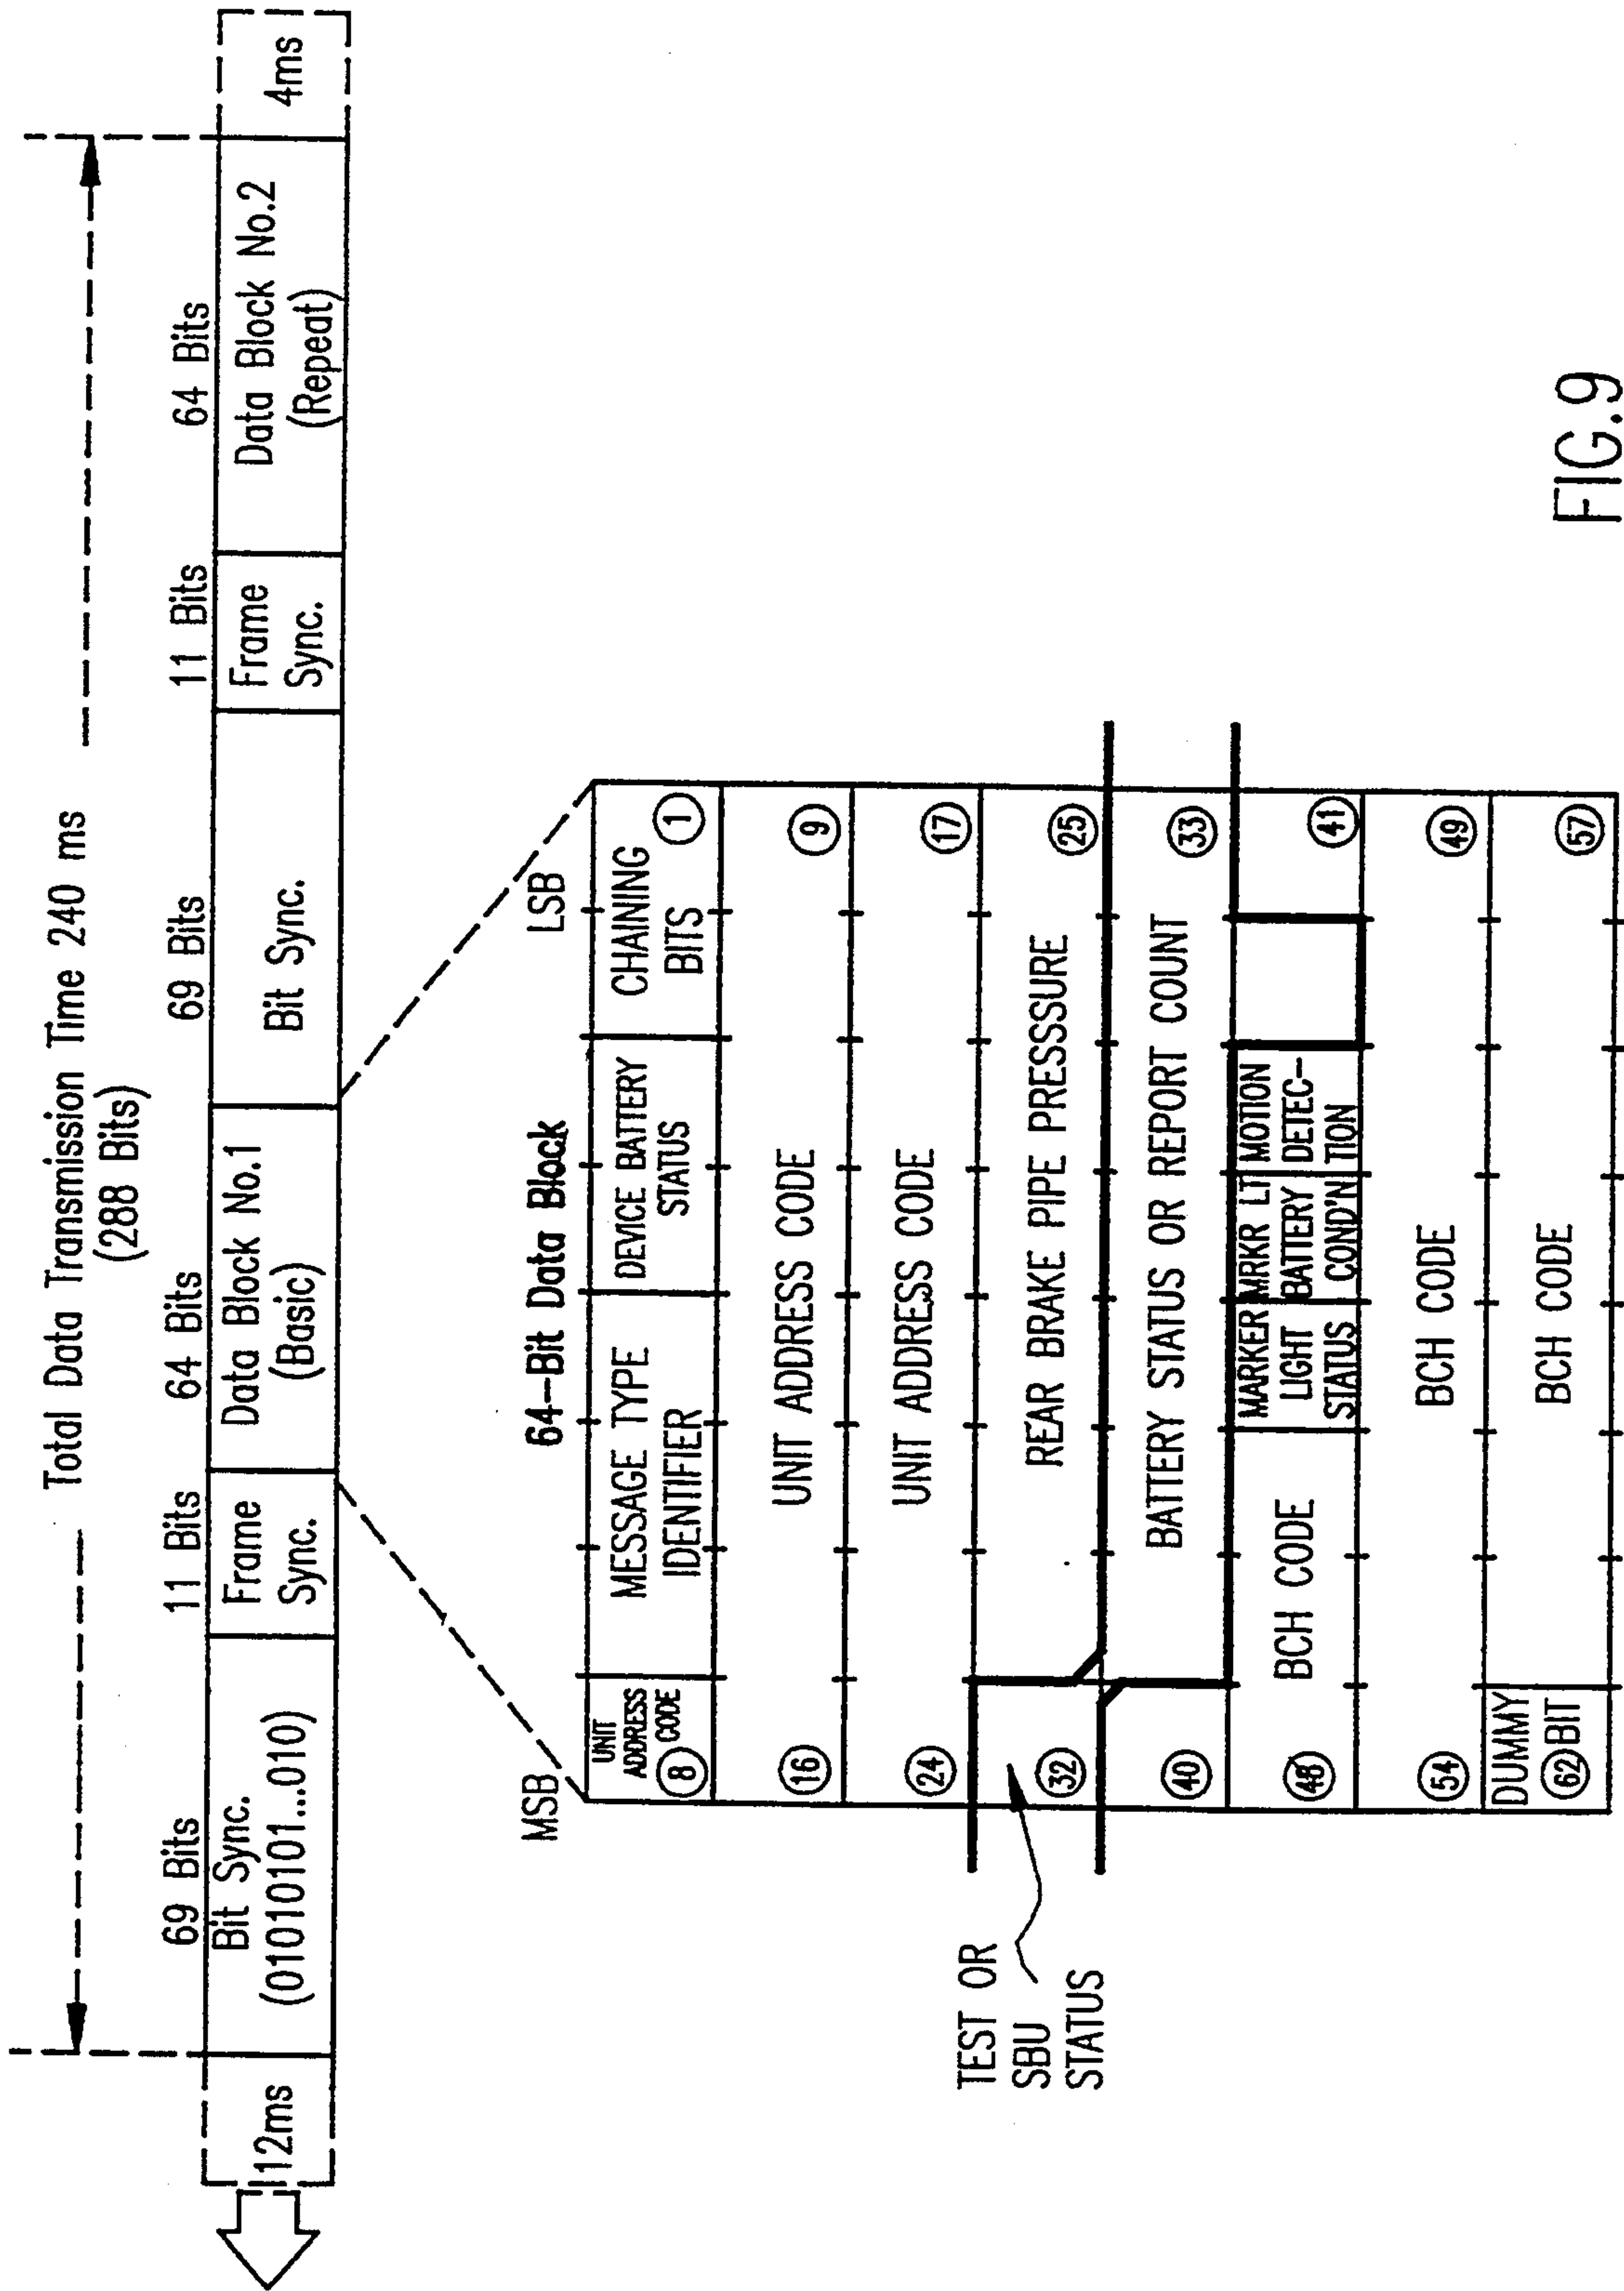 Total Data Transmission Time 240 ms
(288 Bits)
69 Bits
11 Bits
64 Bits
69 Bits
11 Bits
64 Bits
12ms
Bit Sync.
(01010101...010)
Frame
Sync.
Data Block No.1
(Basic)
Bit Sync.
Frame
Sync.
Data Block No.2
(Repeat)
4ms
64-Bit Data Block
MSB
LSB
UNIT
ADDRESS
CODE
8
MESSAGE TYPE
IDENTIFIER
DEVICE BATTERY
STATUS
CHAINING
BITS
1
16
UNIT ADDRESS CODE
9
24
UNIT ADDRESS CODE
17
32
REAR BRAKE PIPE PRESSSURE
25
40
BATTERY STATUS OR REPORT COUNT
33
48
BCH CODE
MARKER
LIGHT
STATUS
MRKR LT
BATTERY
COND'N
MOTION
DETEC-
TION
41
54
BCH CODE
49
DUMMY
BIT
62
BCH CODE
57
TEST OR
SBU
STATUS
FIG.9